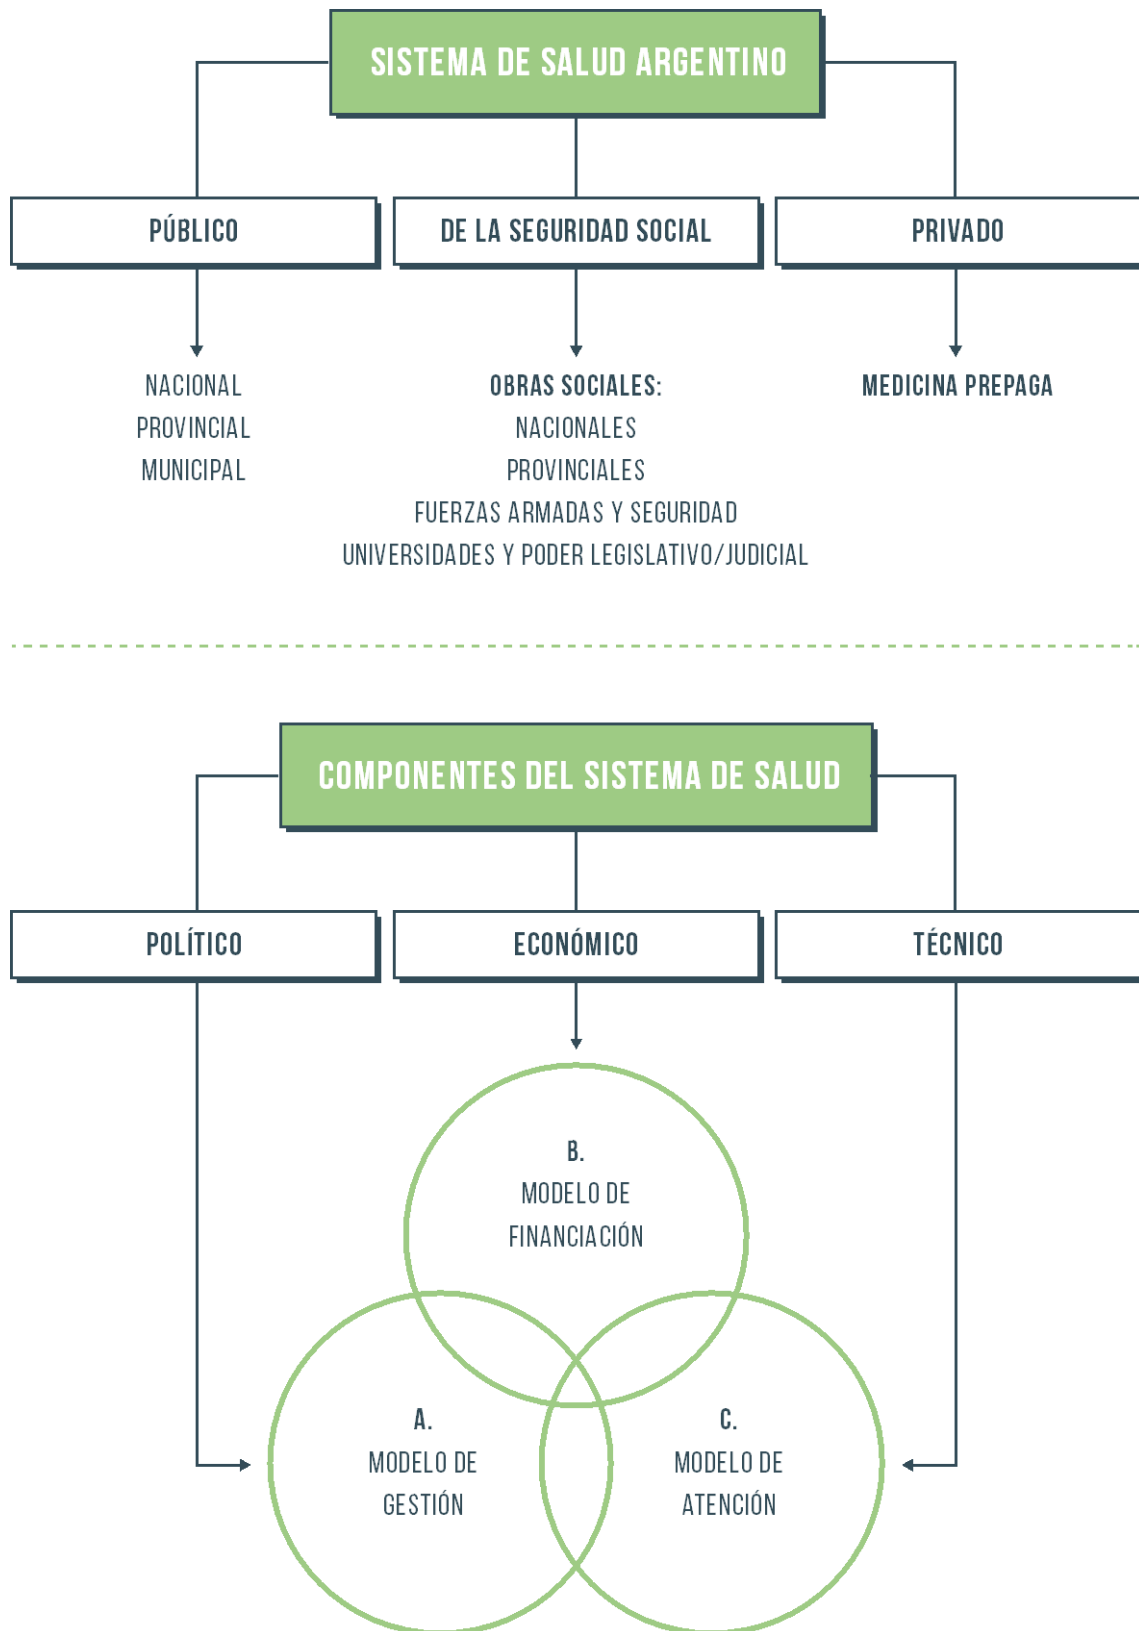 SISTEMA DE SALUD ARGENTINO
PÚBLICO
DE LA SEGURIDAD SOCIAL
PRIVADO
NACIONAL
PROVINCIAL
MUNICIPAL
OBRAS SOCIALES:
NACIONALES
PROVINCIALES
FUERZAS ARMADAS Y SEGURIDAD
UNIVERSIDADES Y PODER LEGISLATIVO/JUDICIAL
MEDICINA PREPAGA
COMPONENTES DEL SISTEMA DE SALUD
POLÍTICO
ECONÓMICO
TÉCNICO
B.
MODELO DE
FINANCIACIÓN
A.
MODELO DE
GESTIÓN
C.
MODELO DE
ATENCIÓN